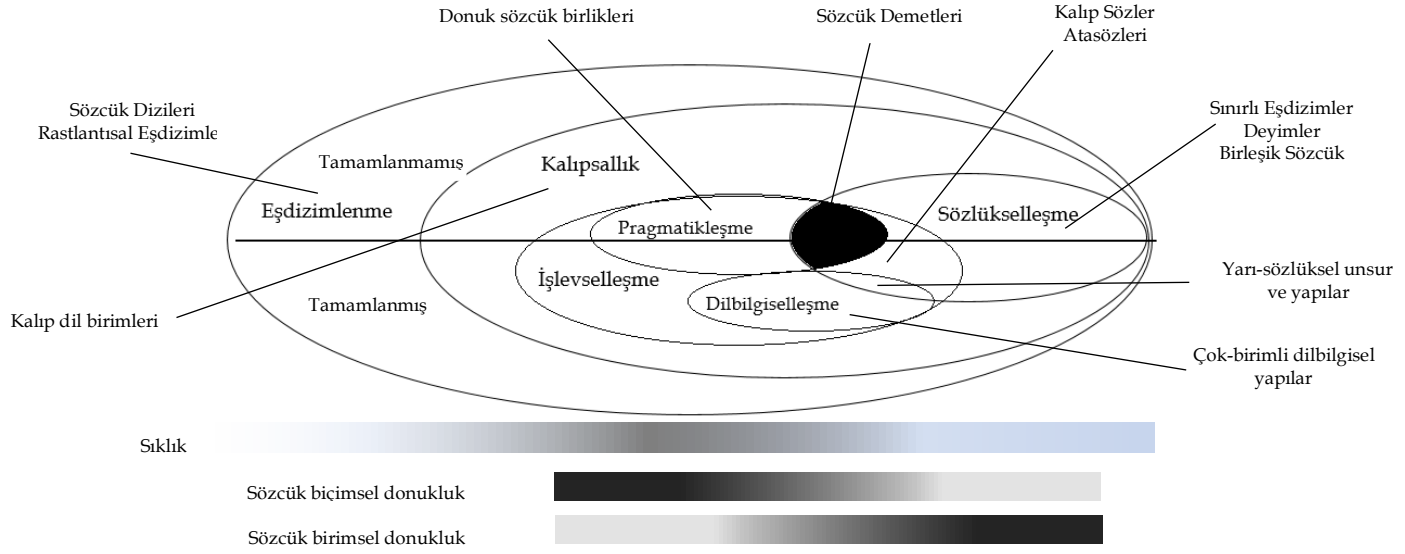 Donuk sözcük birlikleri
Sözcük Demetleri
Kalıp Sözler
Atasözleri
Sözcük Dizileri
Rastlantısal Eşdizimle
Sınırlı Eşdizimler
Deyimler
Birleşik Sözcük
Tamamlanmamış
Kalıpsallık
Eşdizimlenme
Pragmatikleşme
Sözlükselleşme
İşlevselleşme
Dilbilgiselleşme
Tamamlanmış
Kalıp dil birimleri
Yarı-sözlüksel unsur
ve yapılar
Çok-birimli dilbilgisel
yapılar
Sıklık
Sözcük biçimsel donukluk
Sözcük birimsel donukluk